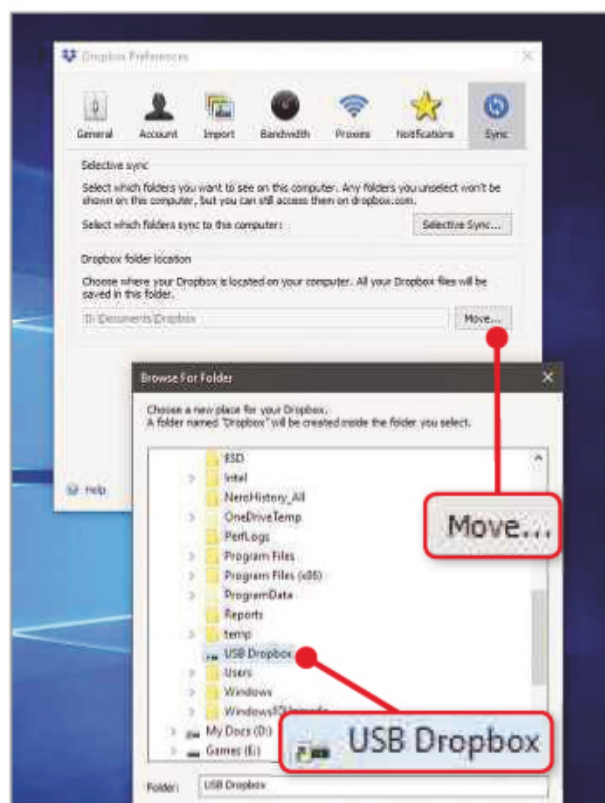 Dropbox Preferences
General Account Import Bandwidth Proxies Notifications Sync
Selective sync
Select which folders you want to see on this computer. Any folders you unselect won't be
shown on this computer, but you can still access them on dropbox.com.
Select which folders sync to this computer:
Selective Sync...
Dropbox folder location
Choose where your Dropbox is located on your computer. All your Dropbox files will be
saved in this folder.
D:\Documents\Dropbox
Move...
Browse For Folder
Choose a new place for your Dropbox.
A folder named "Dropbox" will be created inside the folder you select.
ESD
Intel
NeroHistory_All
OneDriveTemp
PerfLogs
Program Files
Program Files (x86)
ProgramData
Reports
temp
USB Dropbox
Users
Windows
My Docs (D:)
Games (E:)
Folder: USB Dropbox
Help
Move...
USB Dropbox